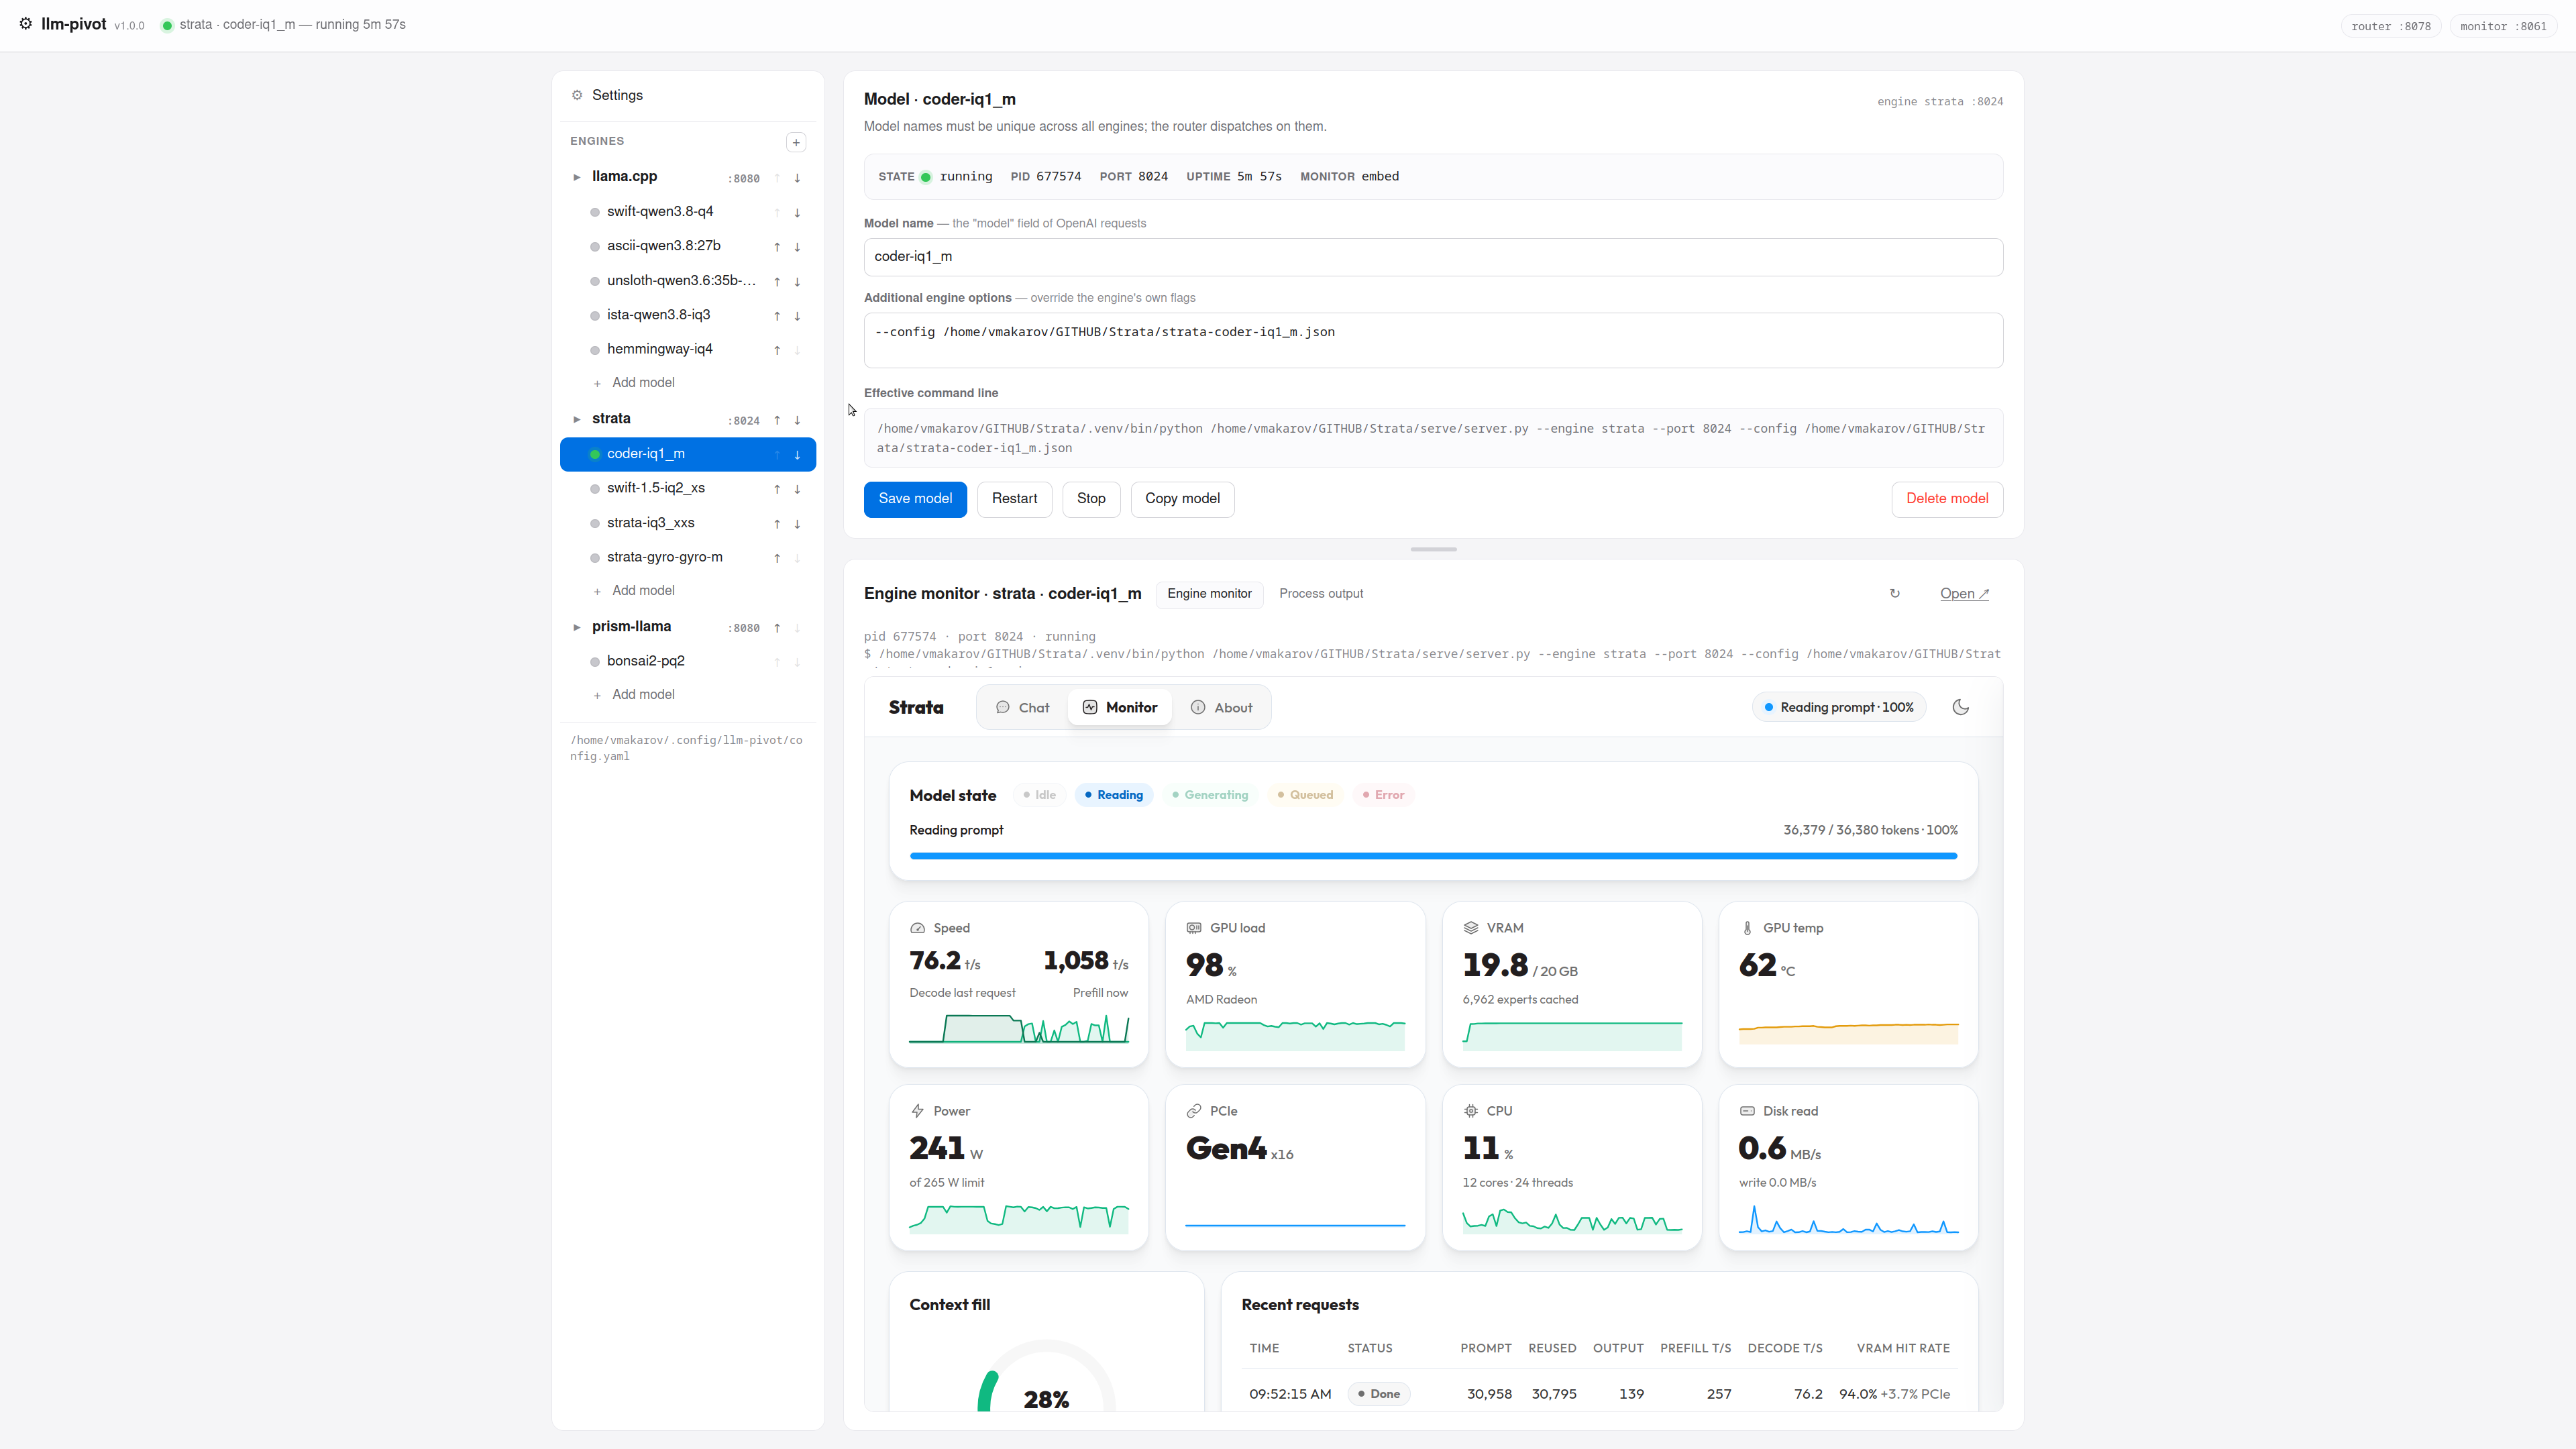 llm-pivot v1.0.0 strata · coder-iq1_m — running 5m 57s
router :8078 monitor :8061
Settings
ENGINES
+
llama.cpp :8080 ↑ ↓
swift-qwen3.8-q4 ↑ ↓
ascii-qwen3.8:27b ↑ ↓
unsloth-qwen3.6:35b-... ↑ ↓
ista-qwen3.8-iq3 ↑ ↓
hemmingway-iq4 ↑ ↓
+ Add model
strata :8024 ↑ ↓
coder-iq1_m ↑ ↓
swift-1.5-iq2_xs ↑ ↓
strata-iq3_xxs ↑ ↓
strata-gyro-gyro-m ↑ ↓
+ Add model
prism-llama :8080 ↑ ↓
bonsai2-pq2 ↑ ↓
+ Add model
/home/vmakarov/.config/llm-pivot/co
nfig.yaml
Model · coder-iq1_m
engine strata :8024
Model names must be unique across all engines; the router dispatches on them.
STATE running PID 677574 PORT 8024 UPTIME 5m 57s MONITOR embed
Model name — the "model" field of OpenAI requests
coder-iq1_m
Additional engine options — override the engine's own flags
--config /home/vmakarov/GITHUB/Strata/strata-coder-iq1_m.json
Effective command line
/home/vmakarov/GITHUB/Strata/.venv/bin/python /home/vmakarov/GITHUB/Strata/serve/server.py --engine strata --port 8024 --config /home/vmakarov/GITHUB/Str
ata/strata-coder-iq1_m.json
Save model Restart Stop Copy model Delete model
Engine monitor · strata · coder-iq1_m Engine monitor Process output ↻ Open ↗
pid 677574 · port 8024 · running
$ /home/vmakarov/GITHUB/Strata/.venv/bin/python /home/vmakarov/GITHUB/Strata/serve/server.py --engine strata --port 8024 --config /home/vmakarov/GITHUB/Strat
Strata Chat Monitor About Reading prompt · 100%
Model state Idle Reading Generating Queued Error
Reading prompt 36,379 / 36,380 tokens · 100%
Speed
76.2 t/s 1,058 t/s
Decode last request Prefill now
GPU load
98 %
AMD Radeon
VRAM
19.8 / 20 GB
6,962 experts cached
GPU temp
62 °C
Power
241 W
of 265 W limit
PCIe
Gen4 x16
CPU
11 %
12 cores · 24 threads
Disk read
0.6 MB/s
write 0.0 MB/s
Context fill
28%
Recent requests
TIME STATUS PROMPT REUSED OUTPUT PREFILL T/S DECODE T/S VRAM HIT RATE
09:52:15 AM Done 30,958 30,795 139 257 76.2 94.0% +3.7% PCIe